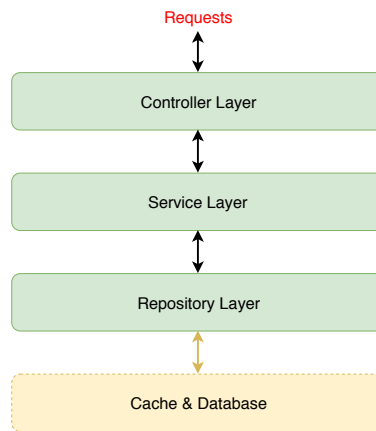 Requests
Controller Layer
Service Layer
Repository Layer
Cache & Database